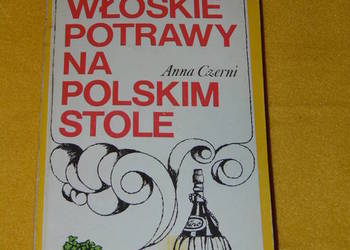 WŁOSKIE
POTRAWY
NA
Anna Czerni
POLSKIM
STOLE